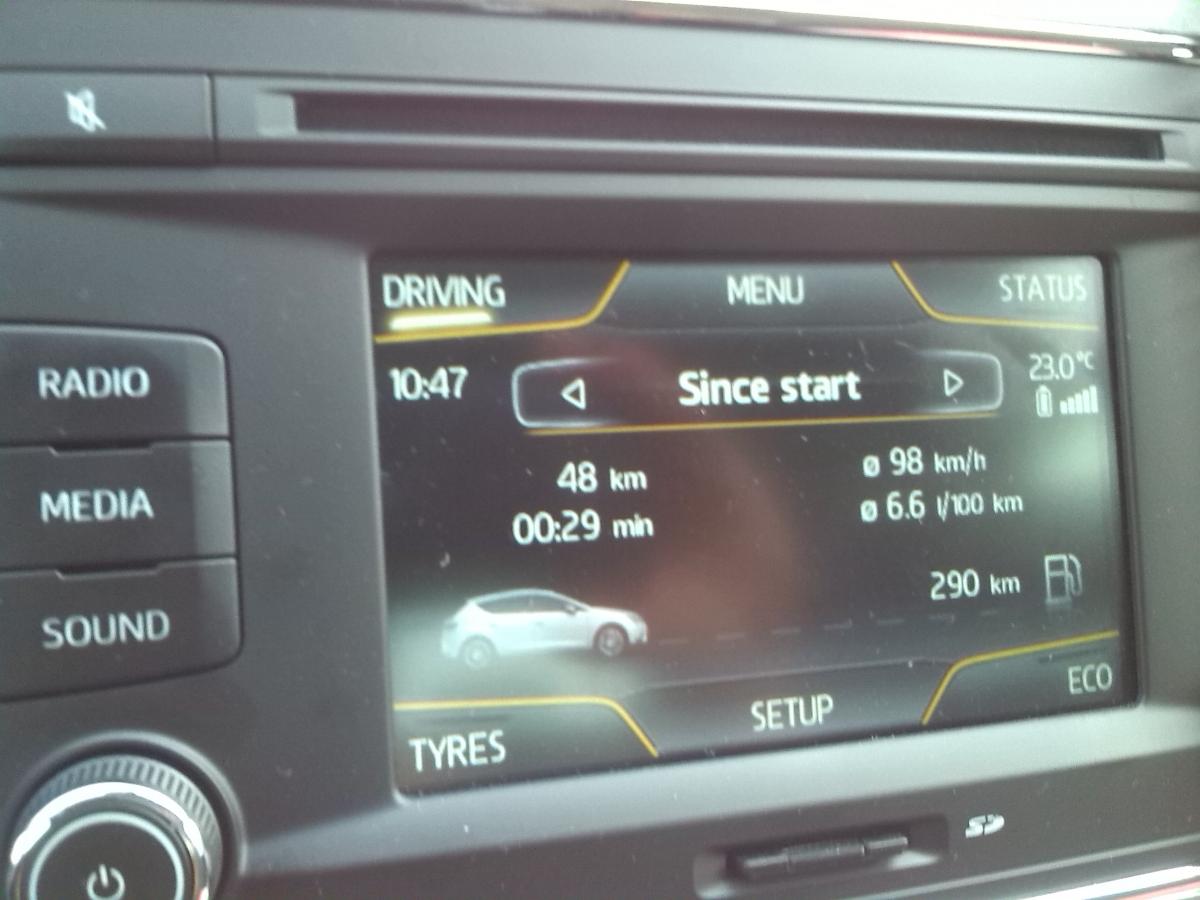 DRIVING MENU STATUS
10:47 Since start 23.0°C
48 km ø 98 km/h
00:29 min ø 6.6 l/100 km
290 km
TYRES SETUP ECO
RADIO
MEDIA
SOUND
SD